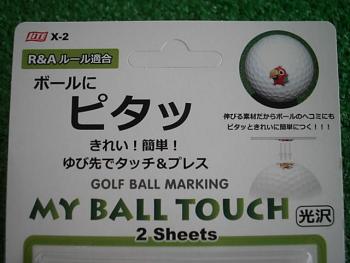 LITE X-2
R&Aルール適合
ボールに
ピタッ
きれい！簡単！
ゆび先でタッチ&プレス
伸びる素材だからボールのヘコミにも
ピタッときれいに簡単につく！！！
GOLF BALL MARKING
MY BALL TOUCH 光沢
2 Sheets